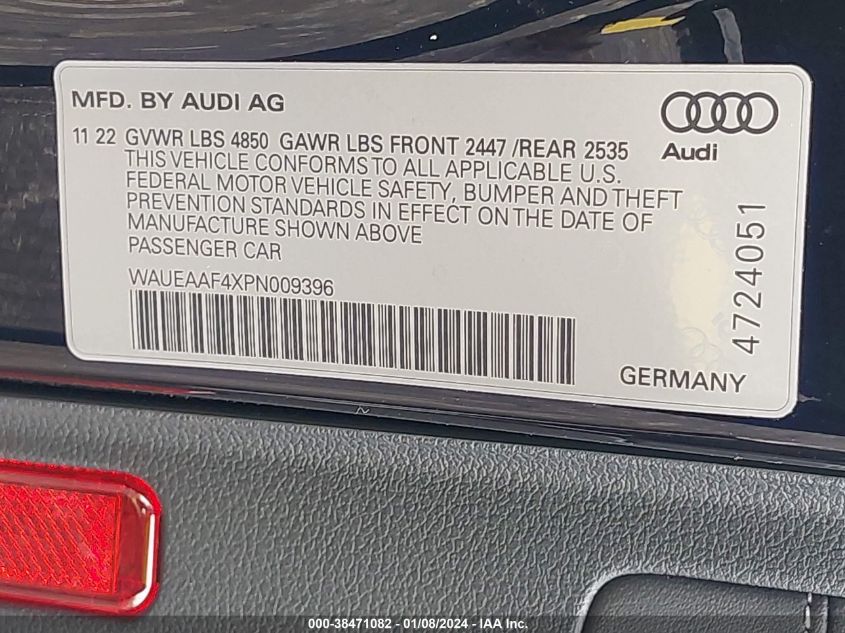 MFD. BY AUDI AG
11 22 GVWR LBS 4850 GAWR LBS FRONT 2447 /REAR 2535
THIS VEHICLE CONFORMS TO ALL APPLICABLE U.S.
FEDERAL MOTOR VEHICLE SAFETY, BUMPER AND THEFT
PREVENTION STANDARDS IN EFFECT ON THE DATE OF
MANUFACTURE SHOWN ABOVE
PASSENGER CAR
WAUEAAF4XPN009396
Audi
4724051
GERMANY
000-38471082 - 01/08/2024 - IAA Inc.